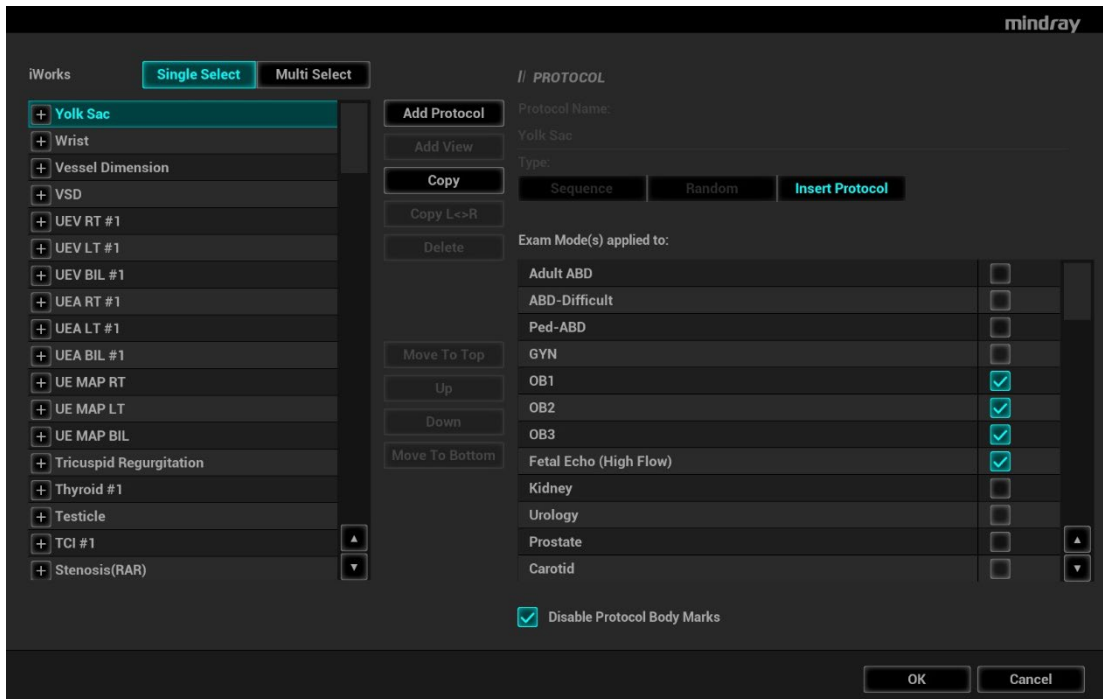 mindray
iWorks
Single Select
Multi Select
Yolk Sac
Wrist
Vessel Dimension
VSD
UEV RT #1
UEV LT #1
UEV BIL #1
UEA RT #1
UEA LT #1
UEA BIL #1
UE MAP RT
UE MAP LT
UE MAP BIL
Tricuspid Regurgitation
Thyroid #1
Testicle
TCI #1
Stenosis(RAR)
Add Protocol
Add View
Copy
Copy L<>R
Delete
Move To Top
Up
Down
Move To Bottom
// PROTOCOL
Protocol Name:
Yolk Sac
Type:
Sequence
Random
Insert Protocol
Exam Mode(s) applied to:
Adult ABD
ABD-Difficult
Ped-ABD
GYN
OB1
OB2
OB3
Fetal Echo (High Flow)
Kidney
Urology
Prostate
Carotid
Disable Protocol Body Marks
OK
Cancel